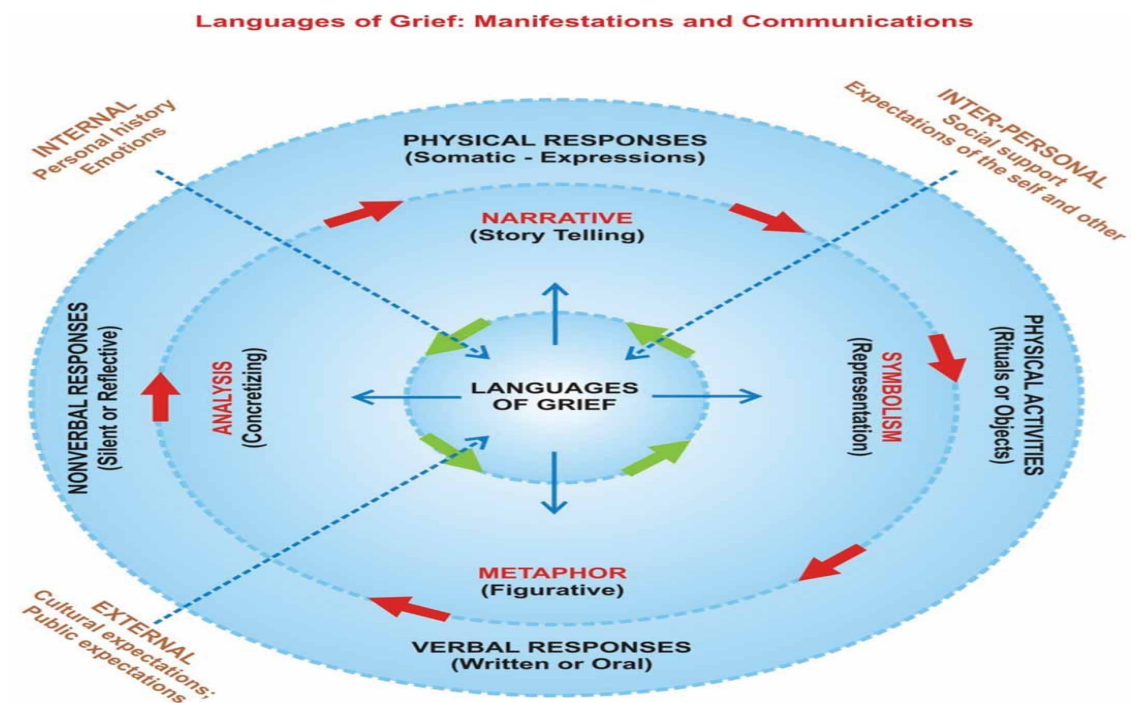 Languages of Grief: Manifestations and Communications
INTERNAL
Personal history
Emotions
INTER-PERSONAL
Social support
Expectations of the self and other
PHYSICAL RESPONSES
(Somatic - Expressions)
NARRATIVE
(Story Telling)
NONVERBAL RESPONSES
(Silent or Reflective)
ANALYSIS
(Concretizing)
LANGUAGES
OF GRIEF
SYMBOLISM
(Representation)
PHYSICAL ACTIVITIES
(Rituals or Objects)
METAPHOR
(Figurative)
VERBAL RESPONSES
(Written or Oral)
EXTERNAL
Cultural expectations;
Public expectations